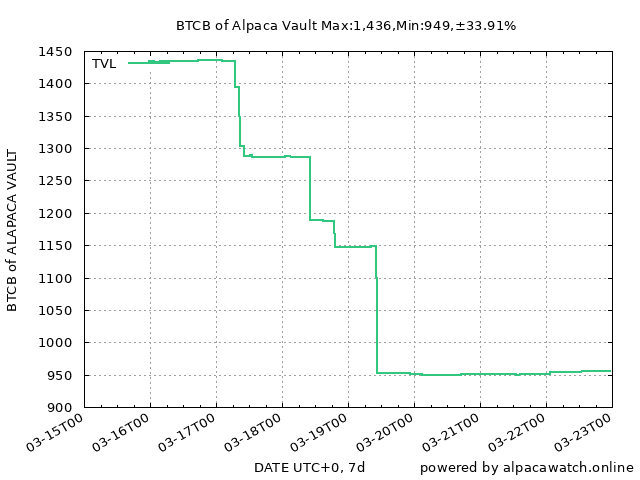 BTCB of Alpaca Vault Max:1,436,Min:949,±33.91%
TVL
BTCB of ALAPACA VAULT
1450
1400
1350
1300
1250
1200
1150
1100
1050
1000
950
900
03-15T00
03-16T00
03-17T00
03-18T00
03-19T00
03-20T00
03-21T00
03-22T00
03-23T00
DATE UTC+0, 7d
powered by alpacawatch.online